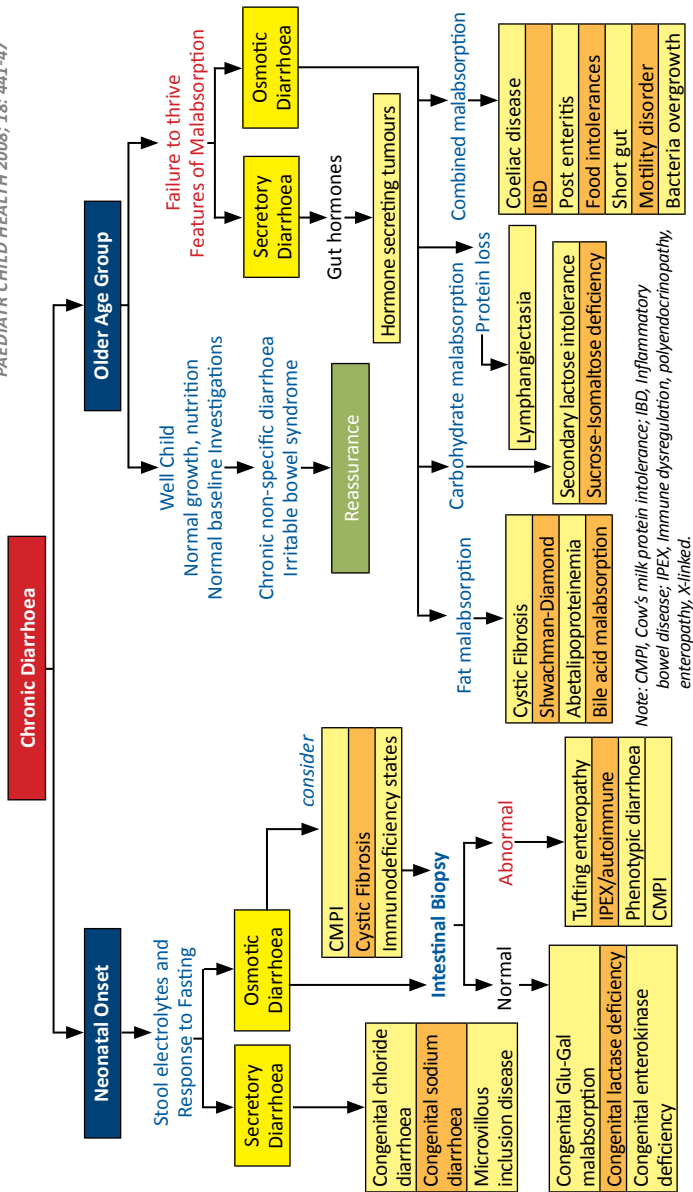 PAEDIATR CHILD HEALTH 2008; 18: 441-47
Chronic Diarrhoea
Neonatal Onset
Stool electrolytes and
Response to Fasting
Secretory
Diarrhoea
Osmotic
Diarrhoea
Congenital chloride
diarrhoea
Congenital sodium
diarrhoea
Microvillous
inclusion disease
consider
CMPI
Cystic Fibrosis
Immunodeficiency states
Intestinal Biopsy
Normal
Abnormal
Congenital Glu-Gal
malabsorption
Congenital lactase deficiency
Congenital enterokinase
deficiency
Tufting enteropathy
IPEX/autoimmune
Phenotypic diarrhoea
CMPI
Older Age Group
Well Child
Normal growth, nutrition
Normal baseline Investigations
Chronic non-specific diarrhoea
Irritable bowel syndrome
Reassurance
Failure to thrive
Features of Malabsorption
Secretory
Diarrhoea
Osmotic
Diarrhoea
Gut hormones
Hormone secreting tumours
Fat malabsorption
Cystic Fibrosis
Shwachman-Diamond
Abetalipoproteinemia
Bile acid malabsorption
Carbohydrate malabsorption
Secondary lactose intolerance
Sucrose-Isomaltose deficiency
Protein loss
Lymphangiectasia
Combined malabsorption
Coeliac disease
IBD
Post enteritis
Food intolerances
Short gut
Motility disorder
Bacteria overgrowth
Note: CMPI, Cow's milk protein intolerance; IBD, Inflammatory
bowel disease; IPEX, Immune dysregulation, polyendocrinopathy,
enteropathy, X-linked.